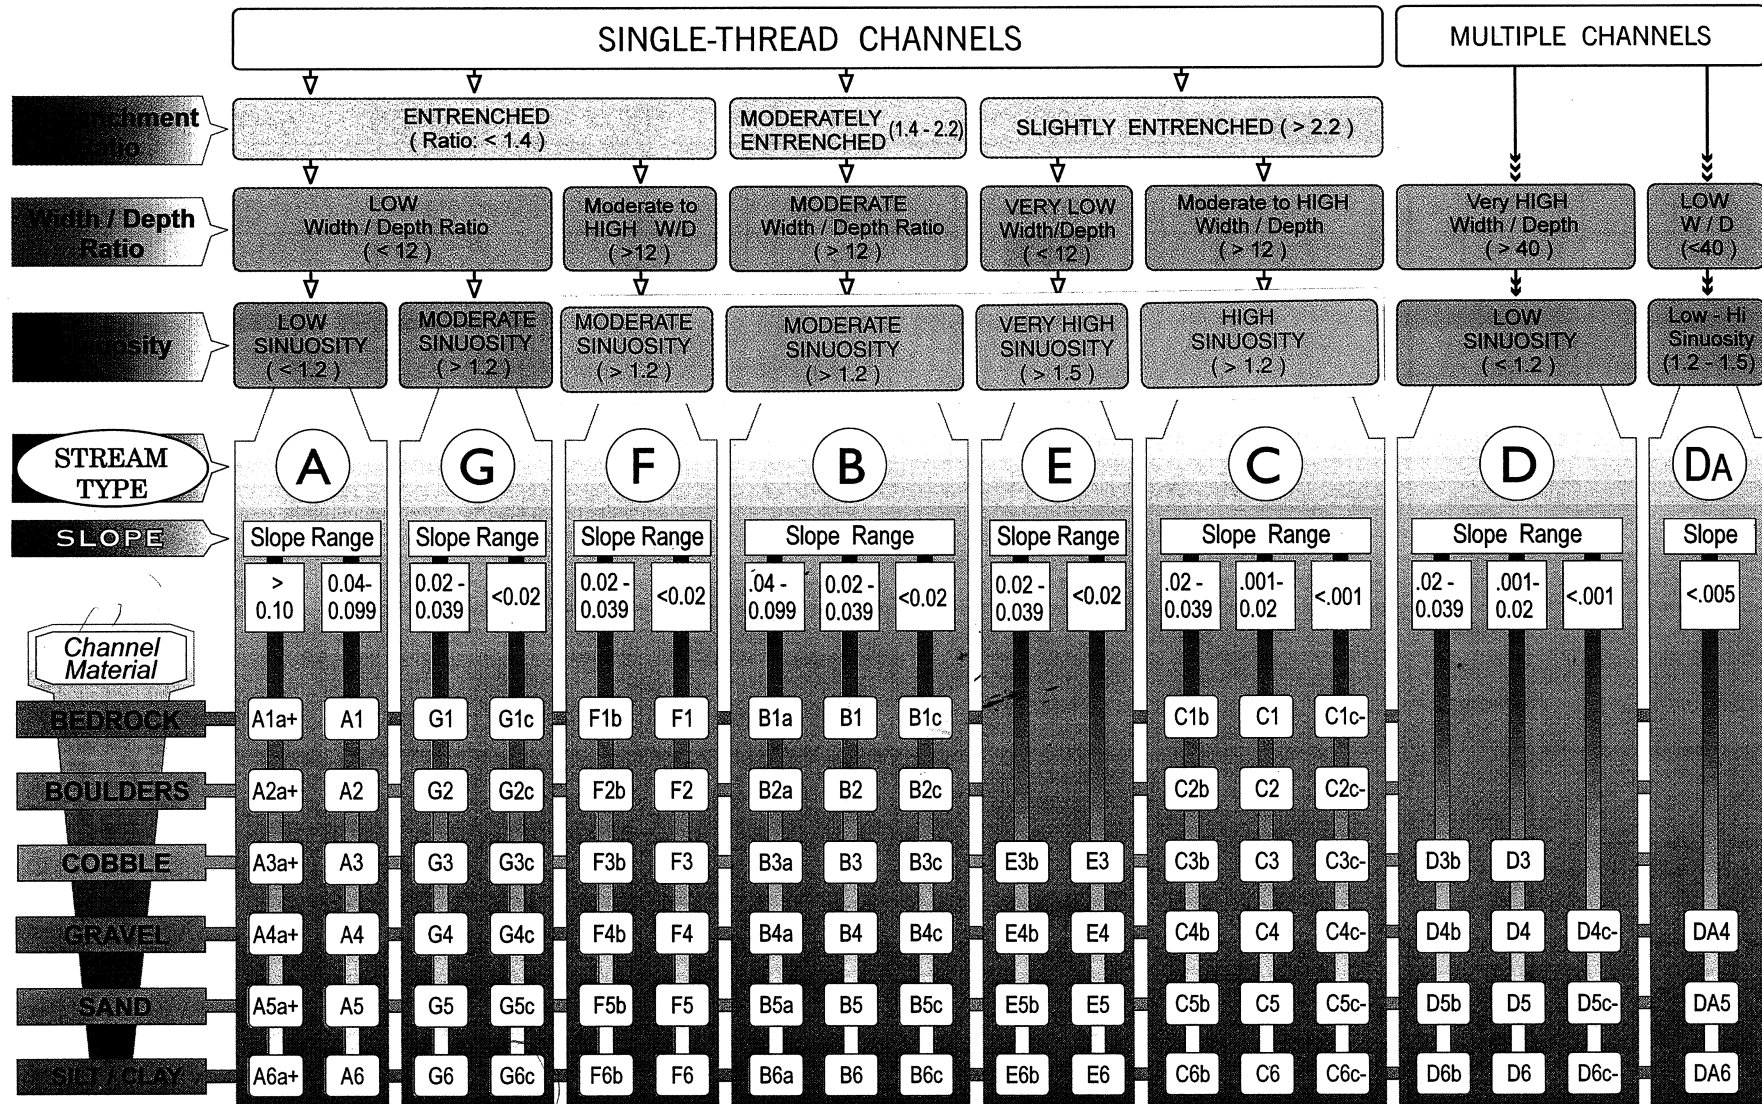 SINGLE-THREAD CHANNELS
MULTIPLE CHANNELS
ENTRENCHED
( Ratio: < 1.4 )
MODERATELY
ENTRENCHED (1.4 - 2.2)
SLIGHTLY ENTRENCHED ( > 2.2 )
Width / Depth
Ratio
LOW
Width / Depth Ratio
( < 12 )
Moderate to
HIGH W/D
( >12 )
MODERATE
Width / Depth Ratio
( > 12 )
VERY LOW
Width/Depth
( < 12 )
Moderate to HIGH
Width / Depth
( > 12 )
Very HIGH
Width / Depth
( > 40 )
LOW
W / D
(<40 )
LOW
SINUOSITY
( < 1.2 )
MODERATE
SINUOSITY
( > 1.2 )
MODERATE
SINUOSITY
( > 1.2 )
MODERATE
SINUOSITY
( > 1.2 )
VERY HIGH
SINUOSITY
( > 1.5 )
HIGH
SINUOSITY
( > 1.2 )
LOW
SINUOSITY
( < 1.2 )
Low - Hi
Sinuosity
(1.2 - 1.5)
STREAM
TYPE
A G F B E C D DA
SLOPE
Slope Range
Slope Range
Slope Range
Slope Range
Slope Range
Slope Range
Slope Range
Slope
>
0.10
0.04-
0.099
0.02 -
0.039
<0.02
0.02 -
0.039
<0.02
.04 -
0.099
0.02 -
0.039
<0.02
0.02 -
0.039
<0.02
.02 -
0.039
.001-
0.02
<.001
.02 -
0.039
.001-
0.02
<.001
<.005
Channel
Material
BEDROCK A1a+ A1 G1 G1c F1b F1 B1a B1 B1c C1b C1 C1c-
BOULDERS A2a+ A2 G2 G2c F2b F2 B2a B2 B2c C2b C2 C2c-
COBBLE A3a+ A3 G3 G3c F3b F3 B3a B3 B3c E3b E3 C3b C3 C3c- D3b D3
GRAVEL A4a+ A4 G4 G4c F4b F4 B4a B4 B4c E4b E4 C4b C4 C4c- D4b D4 D4c- DA4
SAND A5a+ A5 G5 G5c F5b F5 B5a B5 B5c E5b E5 C5b C5 C5c- D5b D5 D5c- DA5
SILT / CLAY A6a+ A6 G6 G6c F6b F6 B6a B6 B6c E6b E6 C6b C6 C6c- D6b D6 D6c- DA6